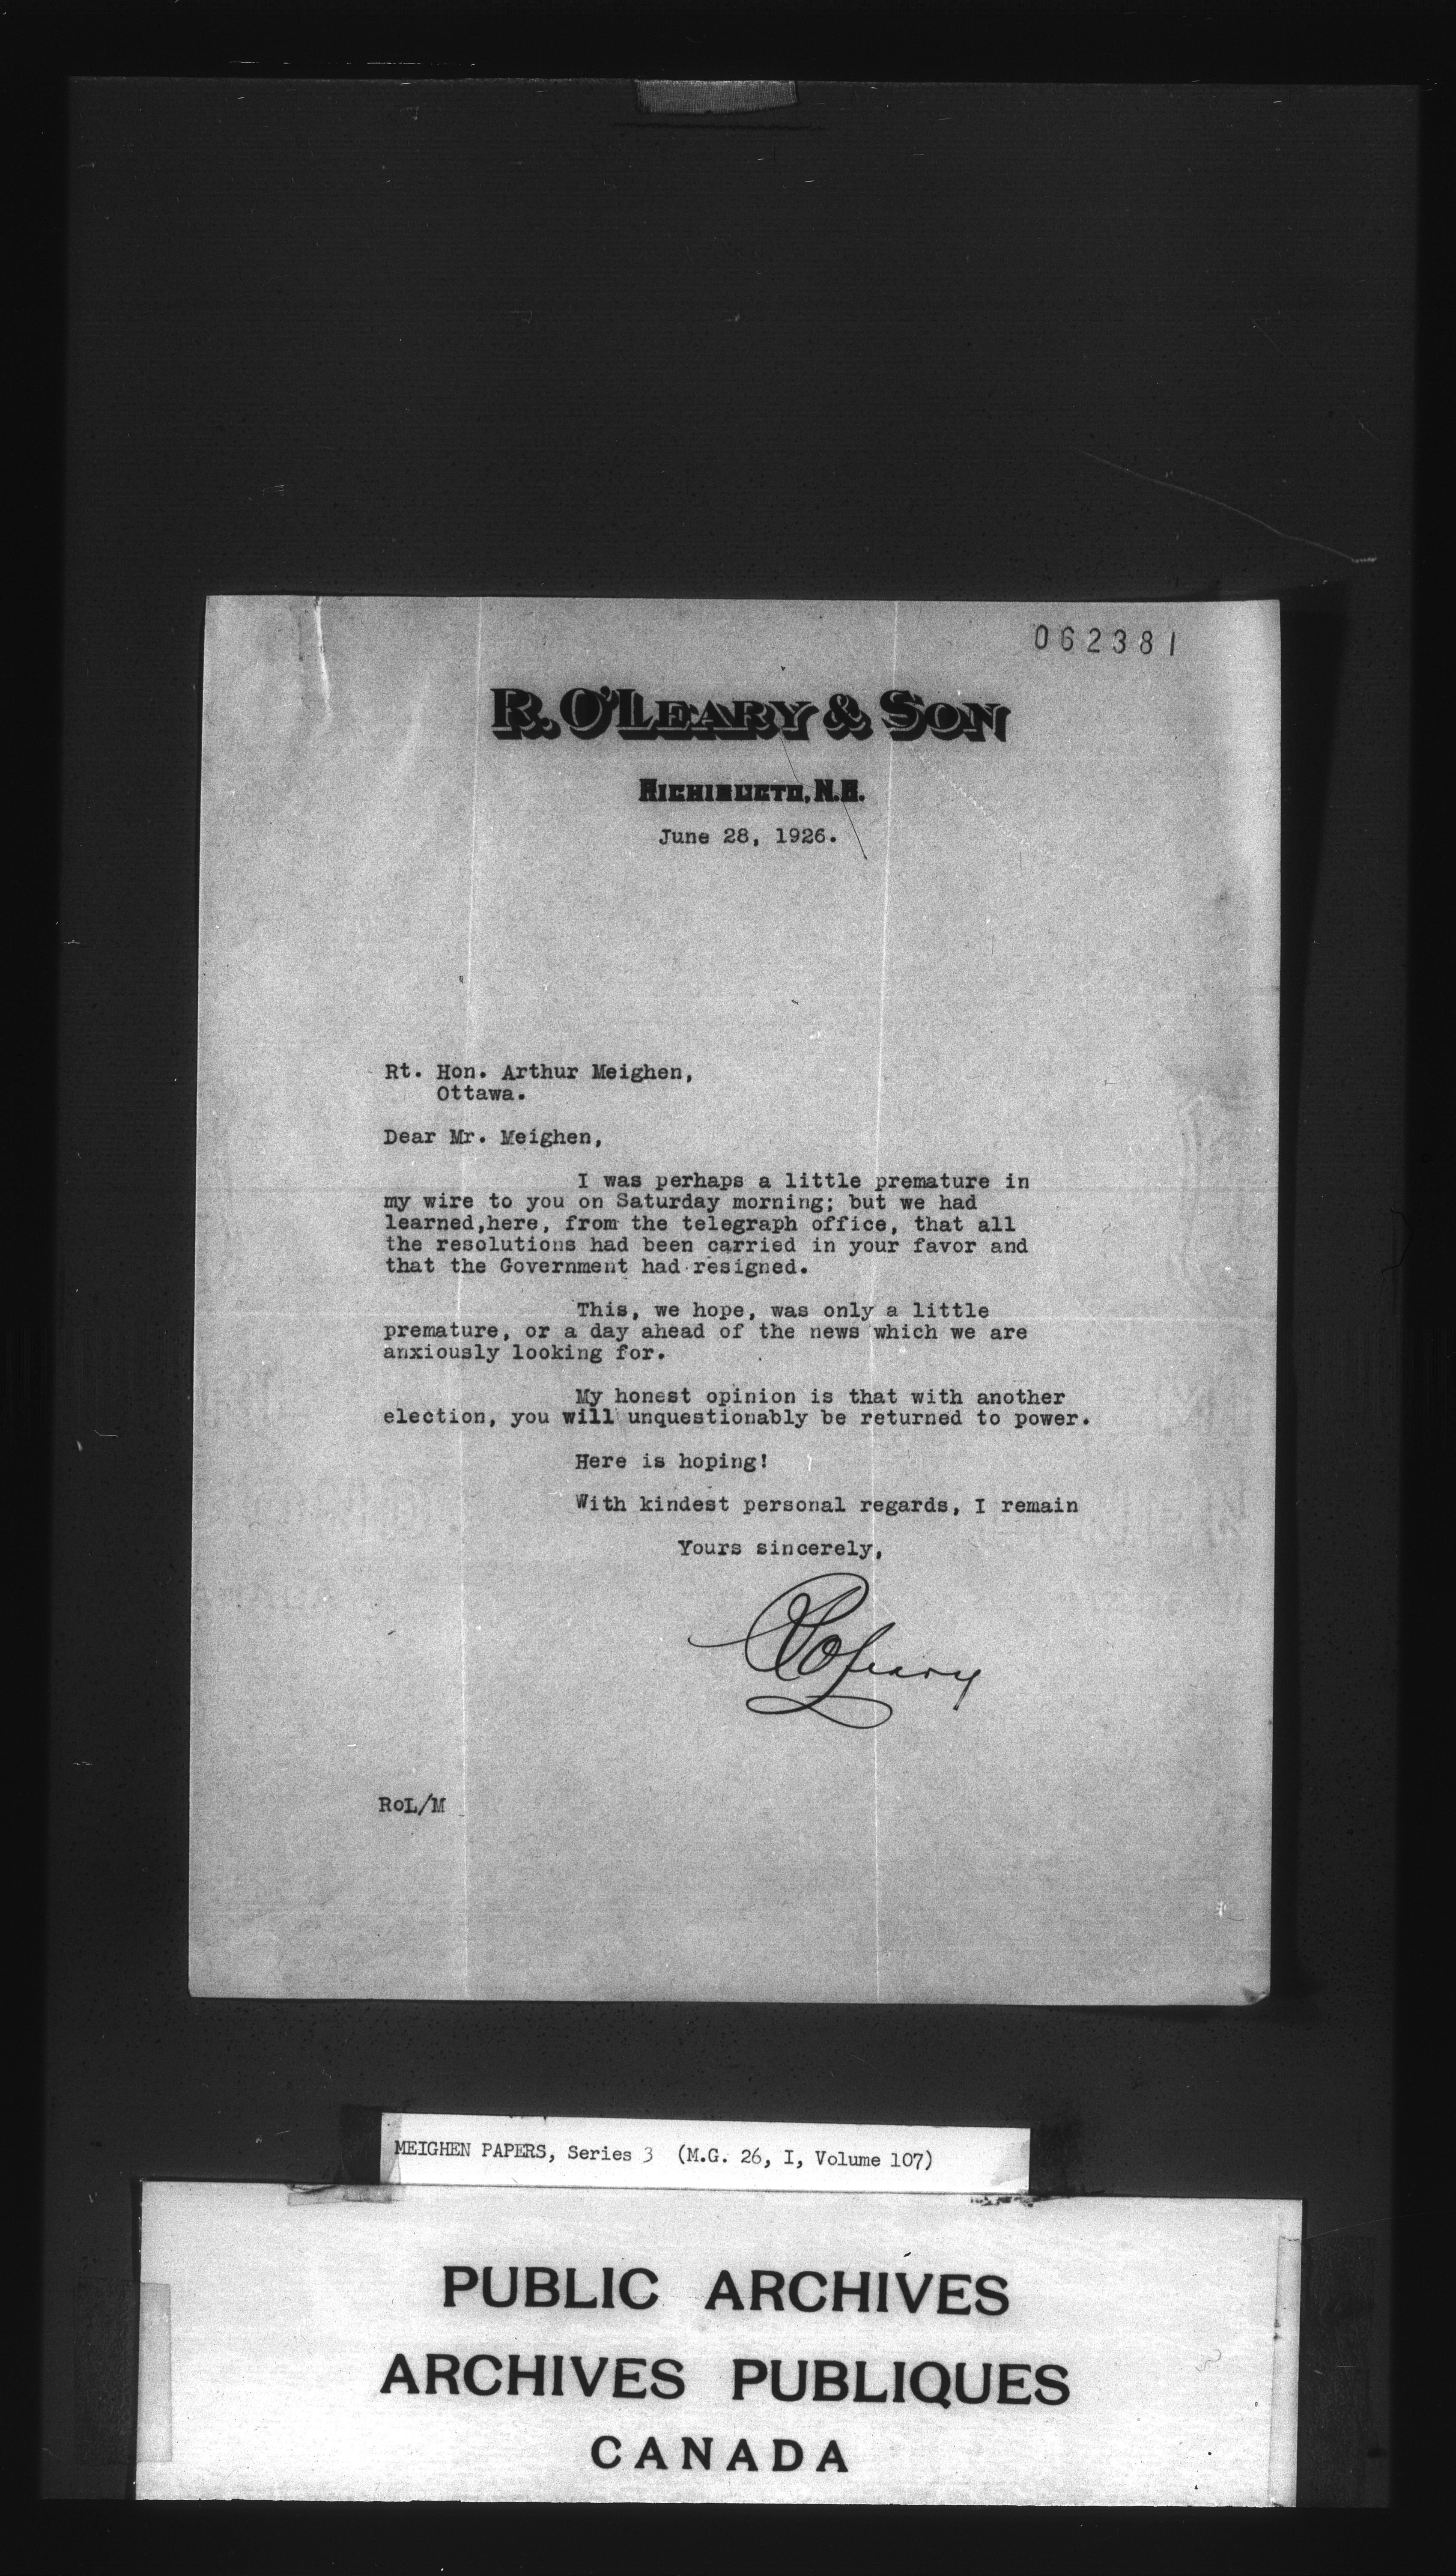 062381
R. O'LEARY & SON
RICHIBUCTO, N.B.
June 28, 1926.
Rt. Hon. Arthur Meighen,
Ottawa.
Dear Mr. Meighen,
I was perhaps a little premature in
my wire to you on Saturday morning; but we had
learned,here, from the telegraph office, that all
the resolutions had been carried in your favor and
that the Government had resigned.
This, we hope, was only a little
premature, or a day ahead of the news which we are
anxiously looking for.
My honest opinion is that with another
election, you will unquestionably be returned to power.
Here is hoping!
With kindest personal regards, I remain
Yours sincerely,
R O'Leary
RoL/M
MEIGHEN PAPERS, Series 3 (M.G. 26, I, Volume 107)
PUBLIC ARCHIVES
ARCHIVES PUBLIQUES
CANADA